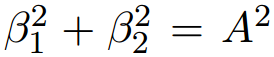 β₁² + β₂² = A²